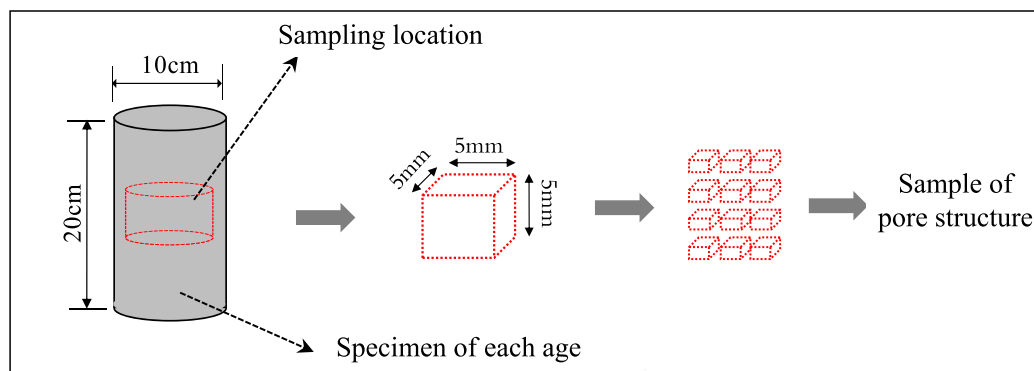 Sampling location
10cm
20cm
Specimen of each age
5mm
5mm
5mm
Sample of
pore structure